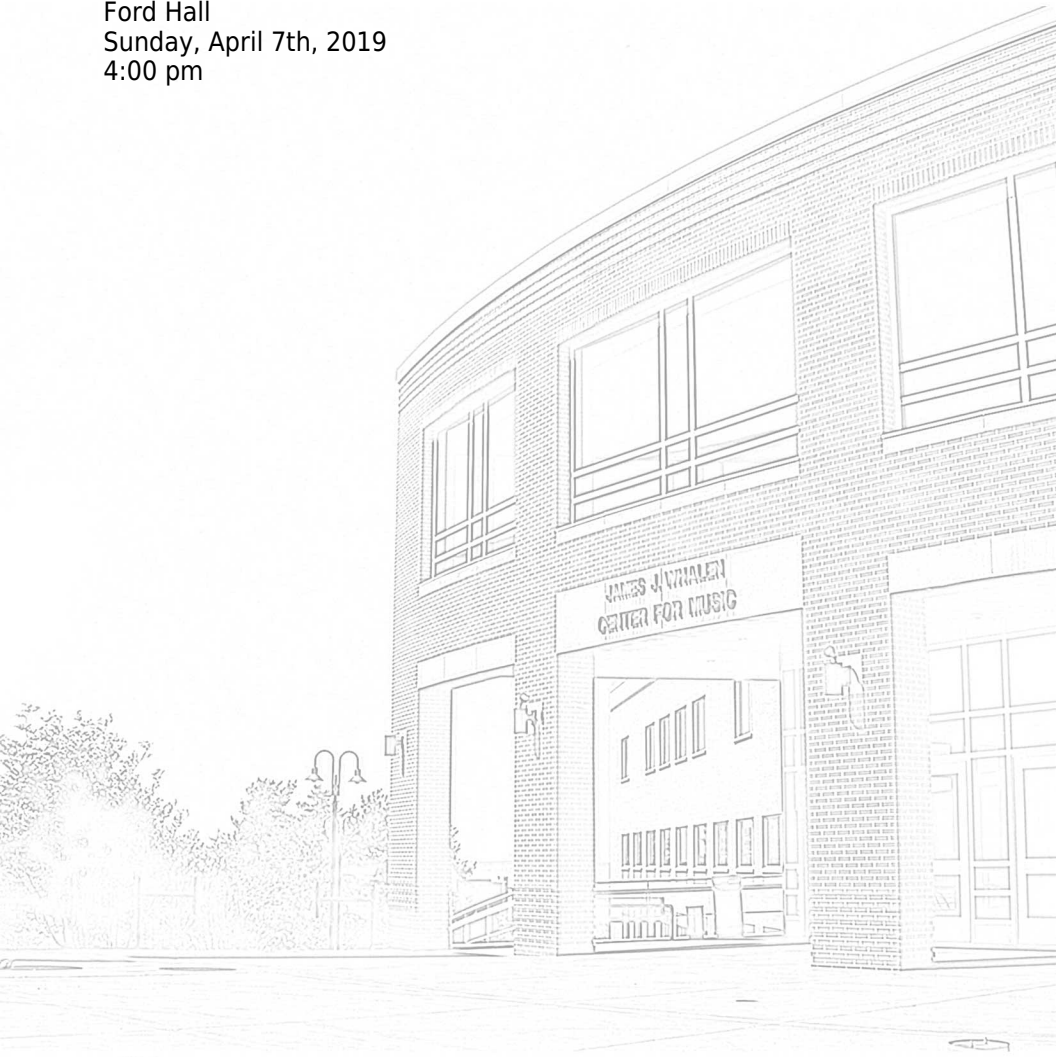 Ford Hall
Sunday, April 7th, 2019
4:00 pm
JAMES J. WHALEN
CENTER FOR MUSIC